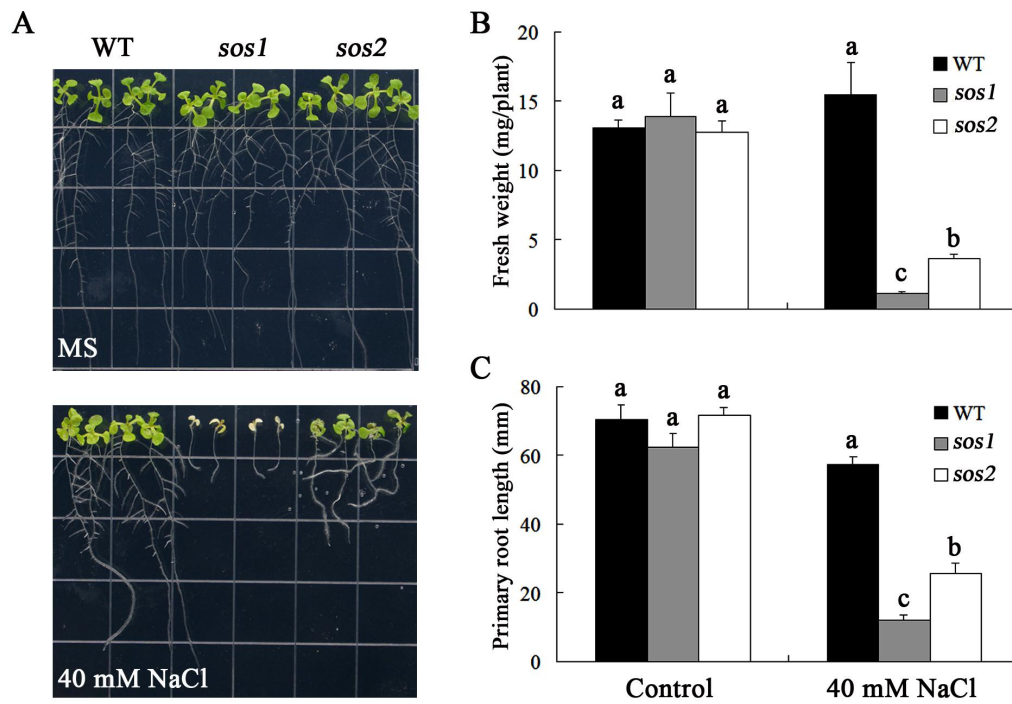 A
WT sos1 sos2
MS
40 mM NaCl
B
Fresh weight (mg/plant)
20
15
10
5
0
a
a
a
a
c
b
WT
sos1
sos2
C
Primary root length (mm)
80
60
40
20
0
a
a
a
a
c
b
WT
sos1
sos2
Control 40 mM NaCl